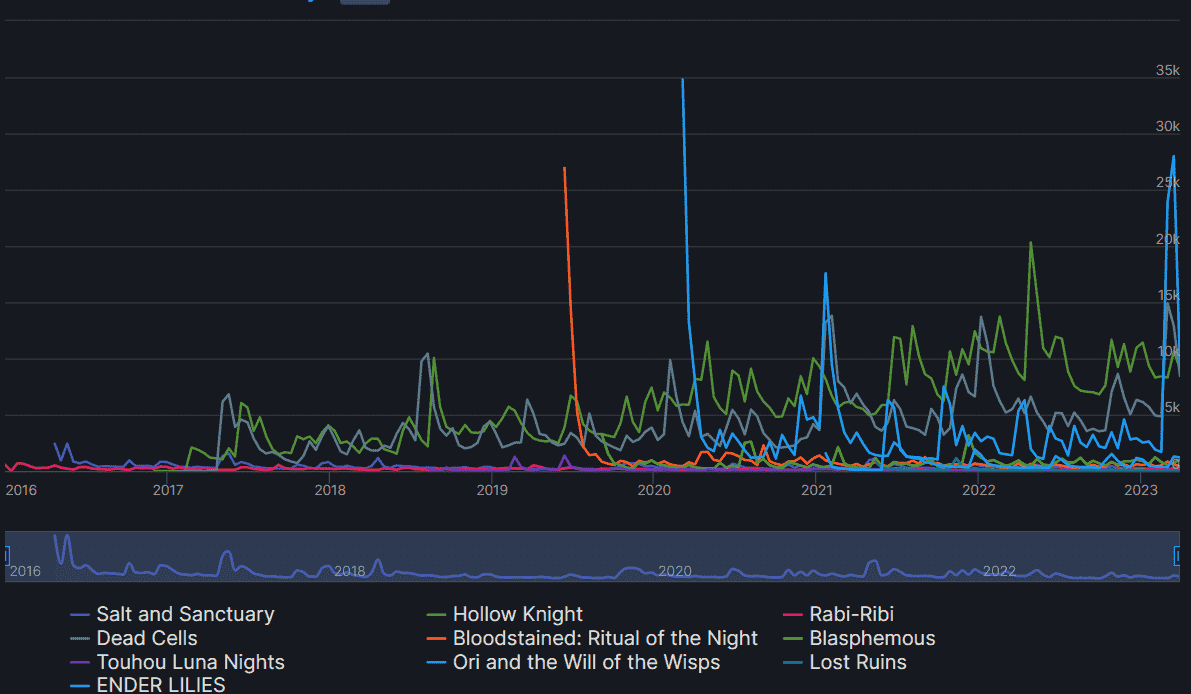 35k
30k
25k
20k
15k
10k
5k
0
2016 2017 2018 2019 2020 2021 2022 2023
2016 2018 2020 2022
Salt and Sanctuary Hollow Knight Rabi-Ribi
Dead Cells Bloodstained: Ritual of the Night Blasphemous
Touhou Luna Nights Ori and the Will of the Wisps Lost Ruins
ENDER LILIES